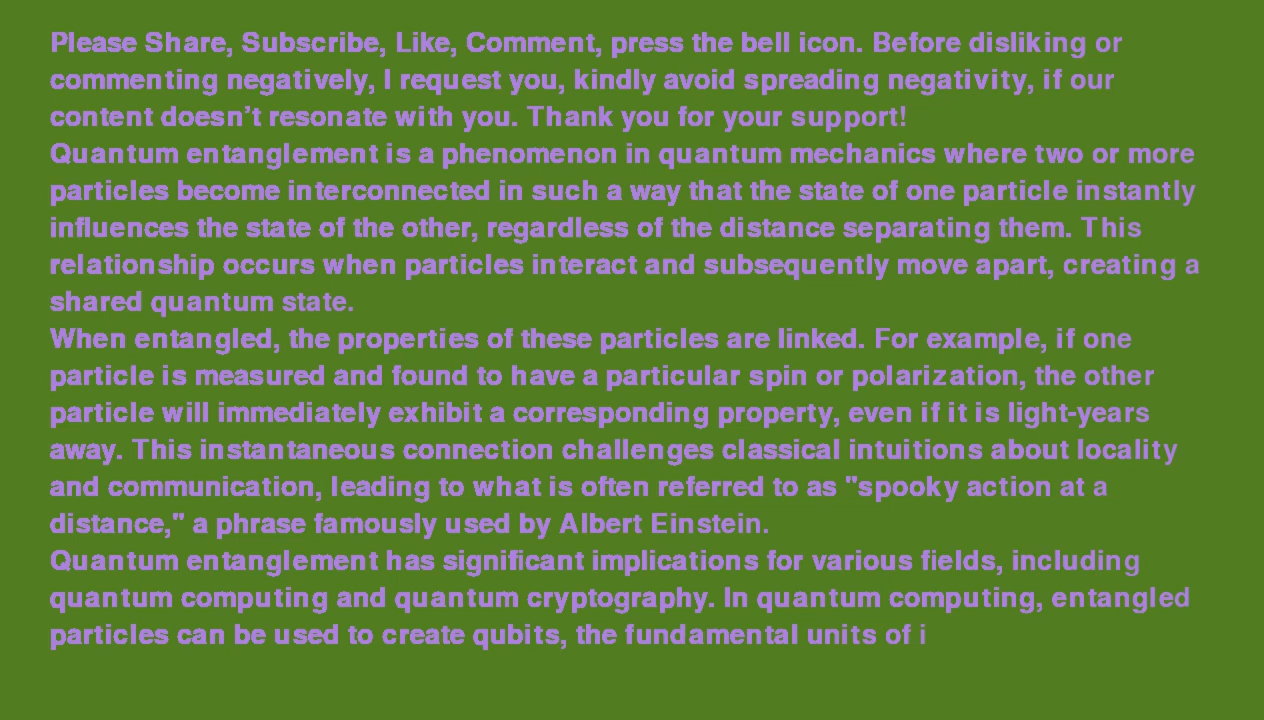 Please Share, Subscribe, Like, Comment, press the bell icon. Before disliking or
commenting negatively, I request you, kindly avoid spreading negativity, if our
content doesn’t resonate with you. Thank you for your support!
Quantum entanglement is a phenomenon in quantum mechanics where two or more
particles become interconnected in such a way that the state of one particle instantly
influences the state of the other, regardless of the distance separating them. This
relationship occurs when particles interact and subsequently move apart, creating a
shared quantum state.
When entangled, the properties of these particles are linked. For example, if one
particle is measured and found to have a particular spin or polarization, the other
particle will immediately exhibit a corresponding property, even if it is light-years
away. This instantaneous connection challenges classical intuitions about locality
and communication, leading to what is often referred to as "spooky action at a
distance," a phrase famously used by Albert Einstein.
Quantum entanglement has significant implications for various fields, including
quantum computing and quantum cryptography. In quantum computing, entangled
particles can be used to create qubits, the fundamental units of i